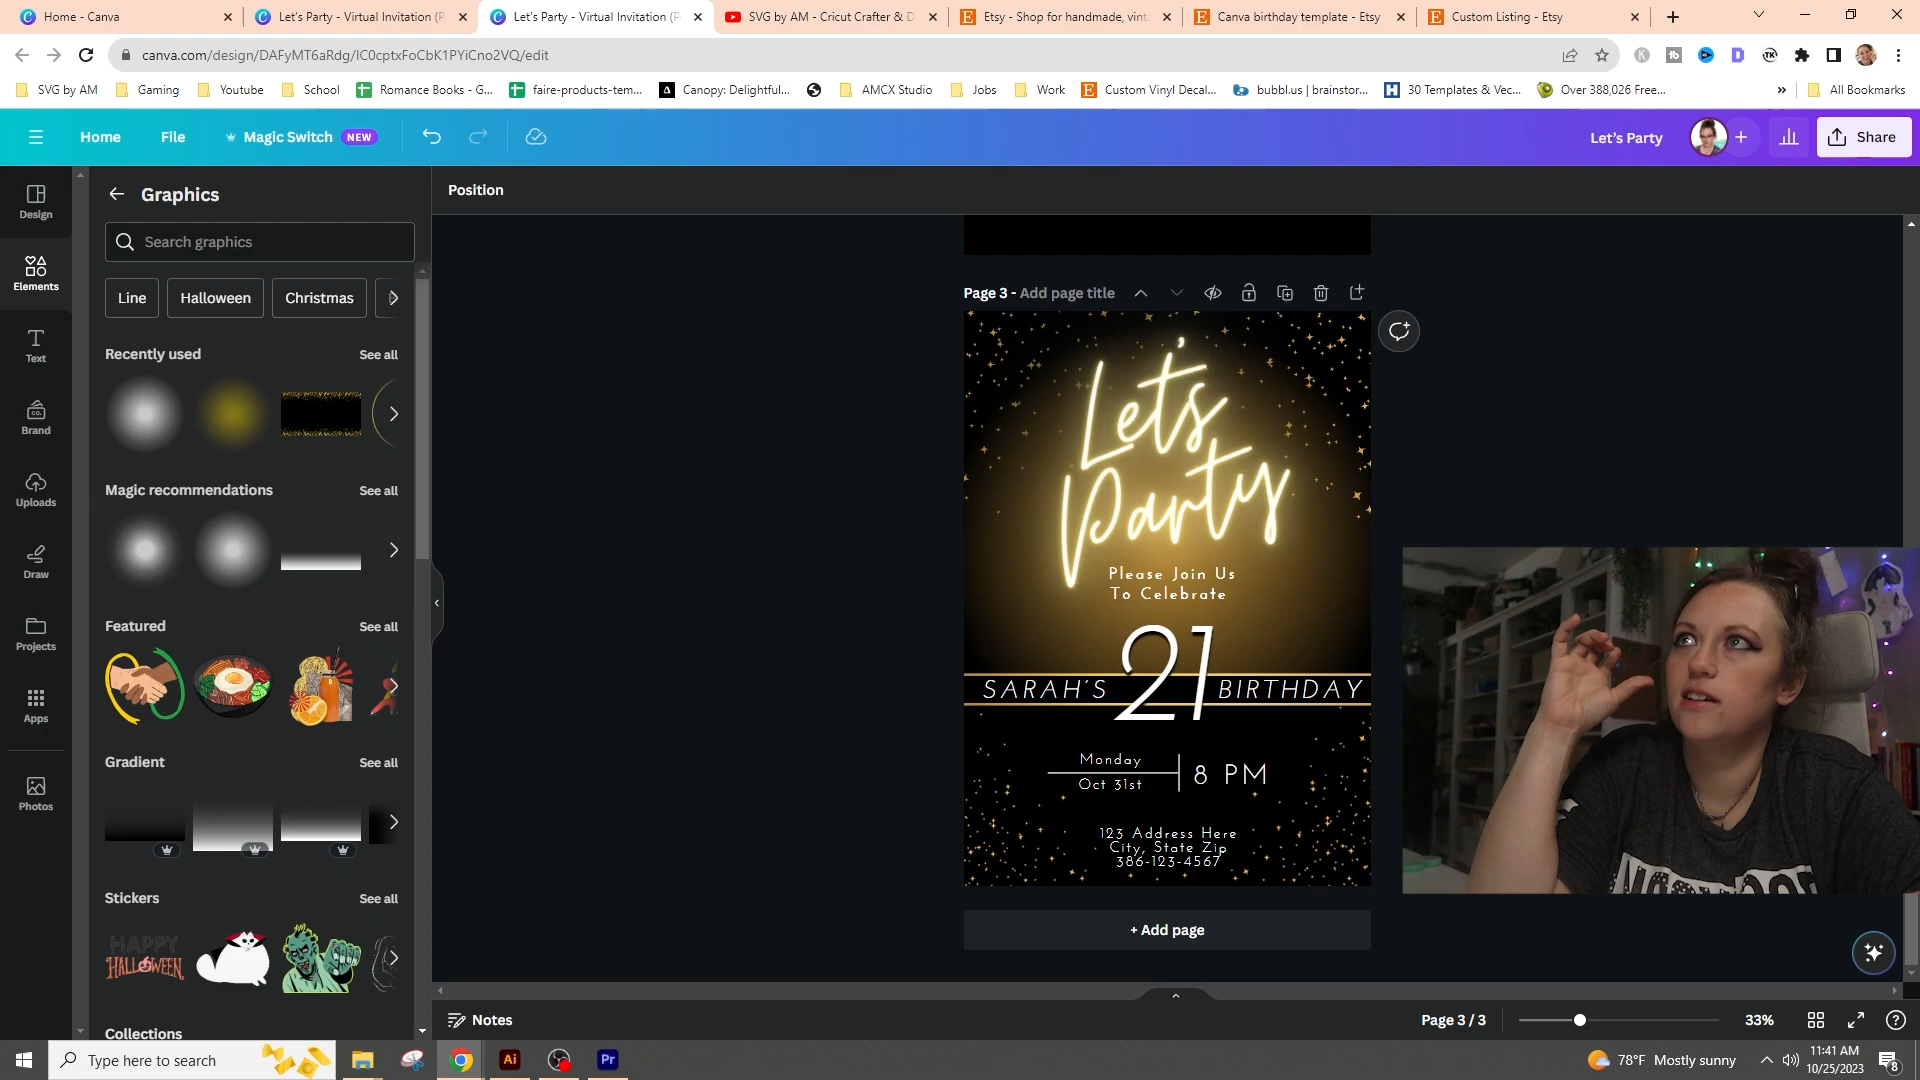 Home - Canva
Let's Party - Virtual Invitation (P
Let's Party - Virtual Invitation (P
SVG by AM - Cricut Crafter & D
Etsy - Shop for handmade, vint
Canva birthday template - Etsy
Custom Listing - Etsy
canva.com/design/DAFyMT6aRdg/IC0cptxFoCbK1PYiCno2VQ/edit
SVG by AM
Gaming
Youtube
School
Romance Books - G...
faire-products-tem...
Canopy: Delightful...
AMCX Studio
Jobs
Work
Custom Vinyl Decal...
bubbl.us | brainstor...
30 Templates & Vec...
Over 388,026 Free...
All Bookmarks
Home
File
Magic Switch
NEW
Let's Party
Share
Design
Elements
Text
Brand
Uploads
Draw
Projects
Apps
Photos
Graphics
Search graphics
Line
Halloween
Christmas
Recently used
See all
Magic recommendations
See all
Featured
See all
Gradient
See all
Stickers
See all
HAPPY
HALLOWEEN
Collections
Position
Page 3 - Add page title
Let's
Party
Please Join Us
To Celebrate
SARAH'S 21 BIRTHDAY
Monday
Oct 31st
8 PM
123 Address Here
City, State Zip
386-123-4567
+ Add page
Notes
Page 3 / 3
33%
Type here to search
Ai
Pr
78°F Mostly sunny
11:41 AM
10/25/2023
8